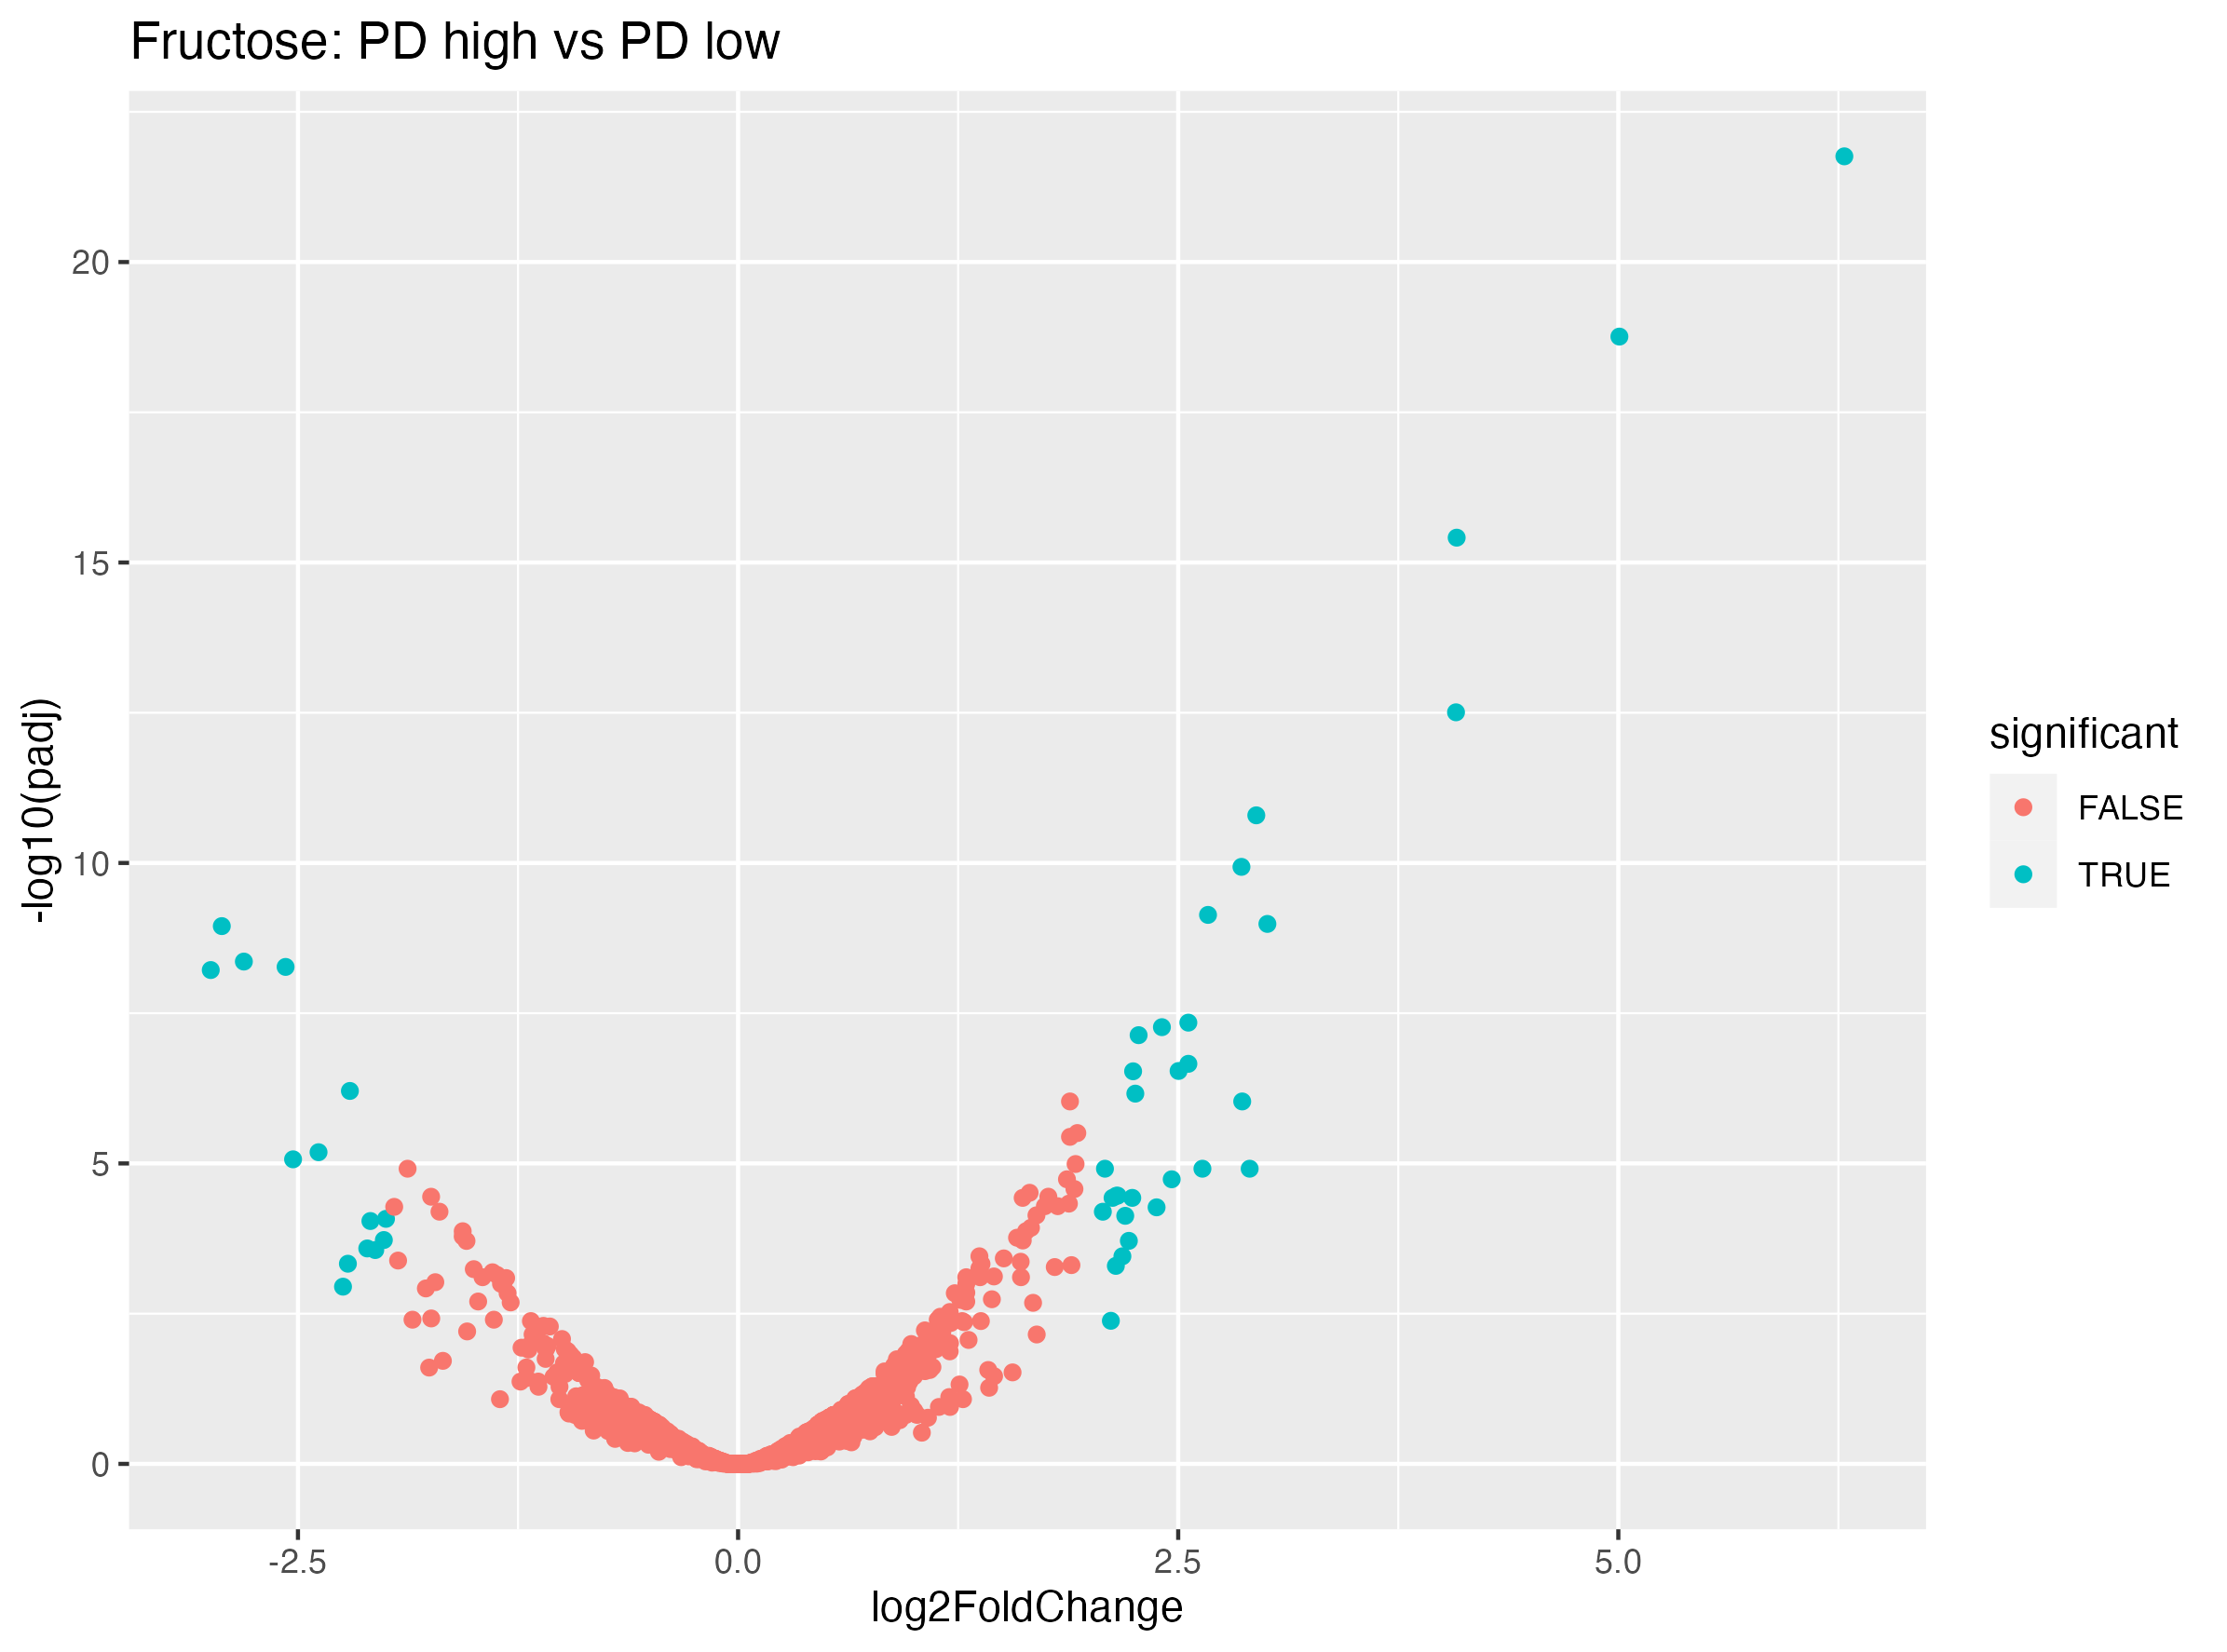 Fructose: PD high vs PD low
20
15
10
5
0
-log10(padj)
-2.5
0.0
2.5
5.0
log2FoldChange
significant
FALSE
TRUE